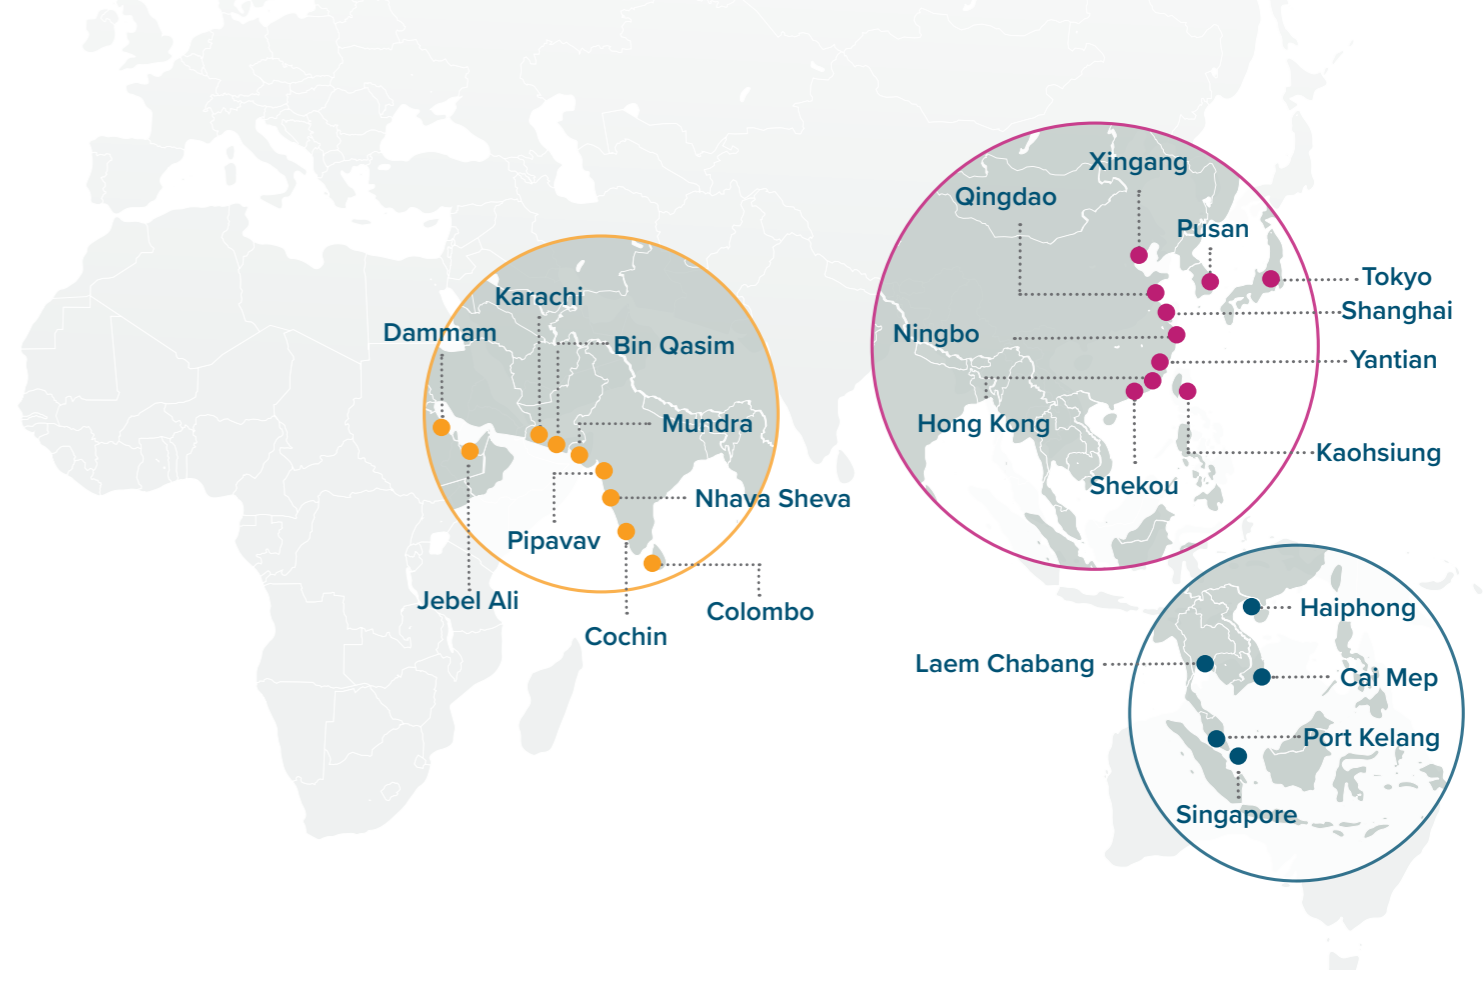 Xingang
Qingdao
Pusan
Tokyo
Karachi
Shanghai
Dammam
Ningbo
Bin Qasim
Yantian
Mundra
Hong Kong
Kaohsiung
Shekou
Nhava Sheva
Pipavav
Jebel Ali
Colombo
Haiphong
Cochin
Laem Chabang
Cai Mep
Port Kelang
Singapore